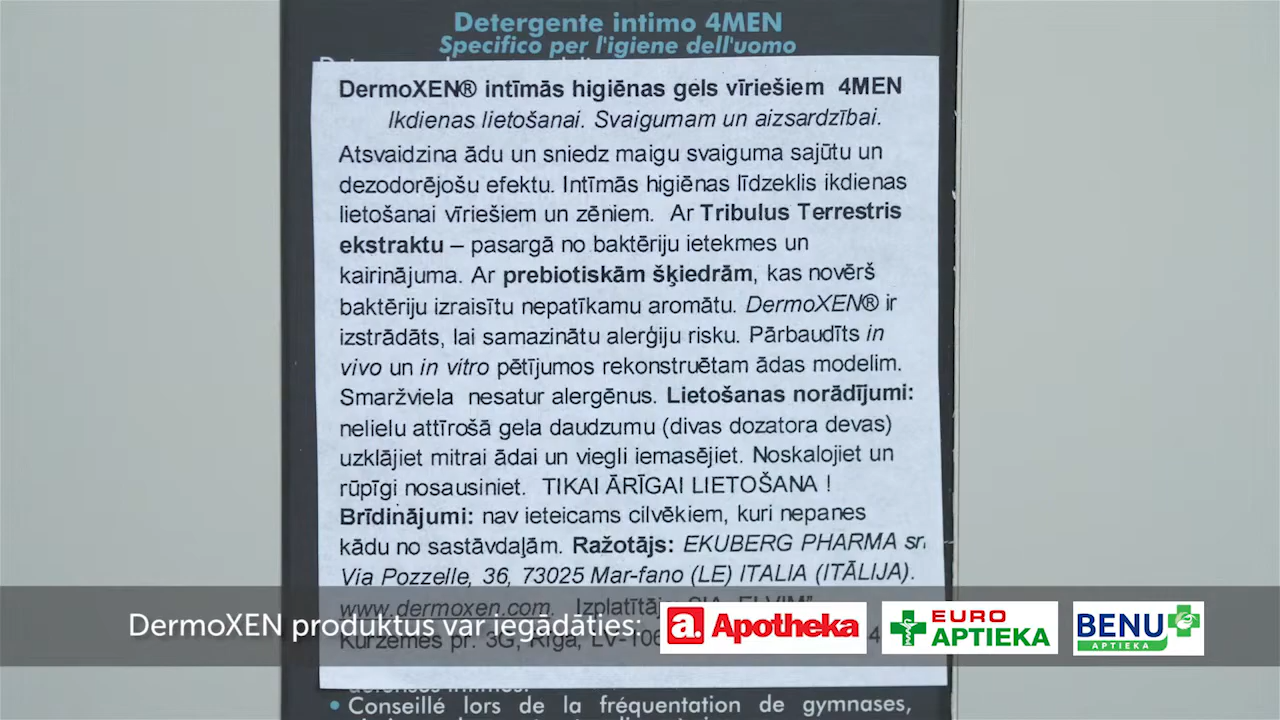 Detergente intimo 4MEN
Specifico per l'igiene dell'uomo
DermoXEN® intīmās higiēnas gels vīriešiem 4MEN
Ikdienas lietošanai. Svaigumam un aizsardzībai.
Atsvaidzina ādu un sniedz maigu svaiguma sajūtu un
dezodorējošu efektu. Intīmās higiēnas līdzeklis ikdienas
lietošanai vīriešiem un zēniem. Ar Tribulus Terrestris
ekstraktu – pasargā no baktēriju ietekmes un
kairinājuma. Ar prebiotiskām šķiedrām, kas novērš
baktēriju izraisītu nepatīkamu aromātu. DermoXEN® ir
izstrādāts, lai samazinātu alerģiju risku. Pārbaudīts in
vivo un in vitro pētījumos rekonstruētam ādas modelim.
Smaržviela nesatur alergēnus. Lietošanas norādījumi:
nelielu attīrošā gela daudzumu (divas dozatora devas)
uzklājiet mitrai ādai un viegli iemasējiet. Noskalojiet un
rūpīgi nosausiniet. TIKAI ĀRĪGAI LIETOŠANA !
Brīdinājumi: nav ieteicams cilvēkiem, kuri nepanes
kādu no sastāvdaļām. Ražotājs: EKUBERG PHARMA
Via Pozzelle, 36, 73025 Mar-fano (LE) ITALIA (ITĀLIJA).
www.dermoxen.com. SIA „ELVIM"
Kurzemes pr. 3G, Rīga,
DermoXEN produktus var iegādāties: a. Apotheka EURO APTIEKA BENU APTIEKA
• Conseillé lors de la fréquentation de gymnases,